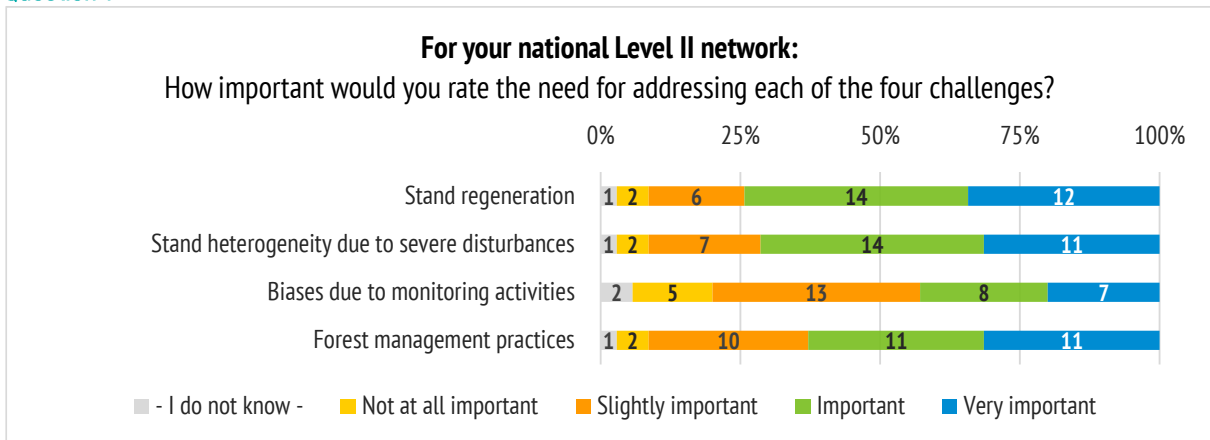 For your national Level II network:
How important would you rate the need for addressing each of the four challenges?
0% 25% 50% 75% 100%
Stand regeneration 1 2 6 14 12
Stand heterogeneity due to severe disturbances 1 2 7 14 11
Biases due to monitoring activities 2 5 13 8 7
Forest management practices 1 2 10 11 11
- I do not know - Not at all important Slightly important Important Very important